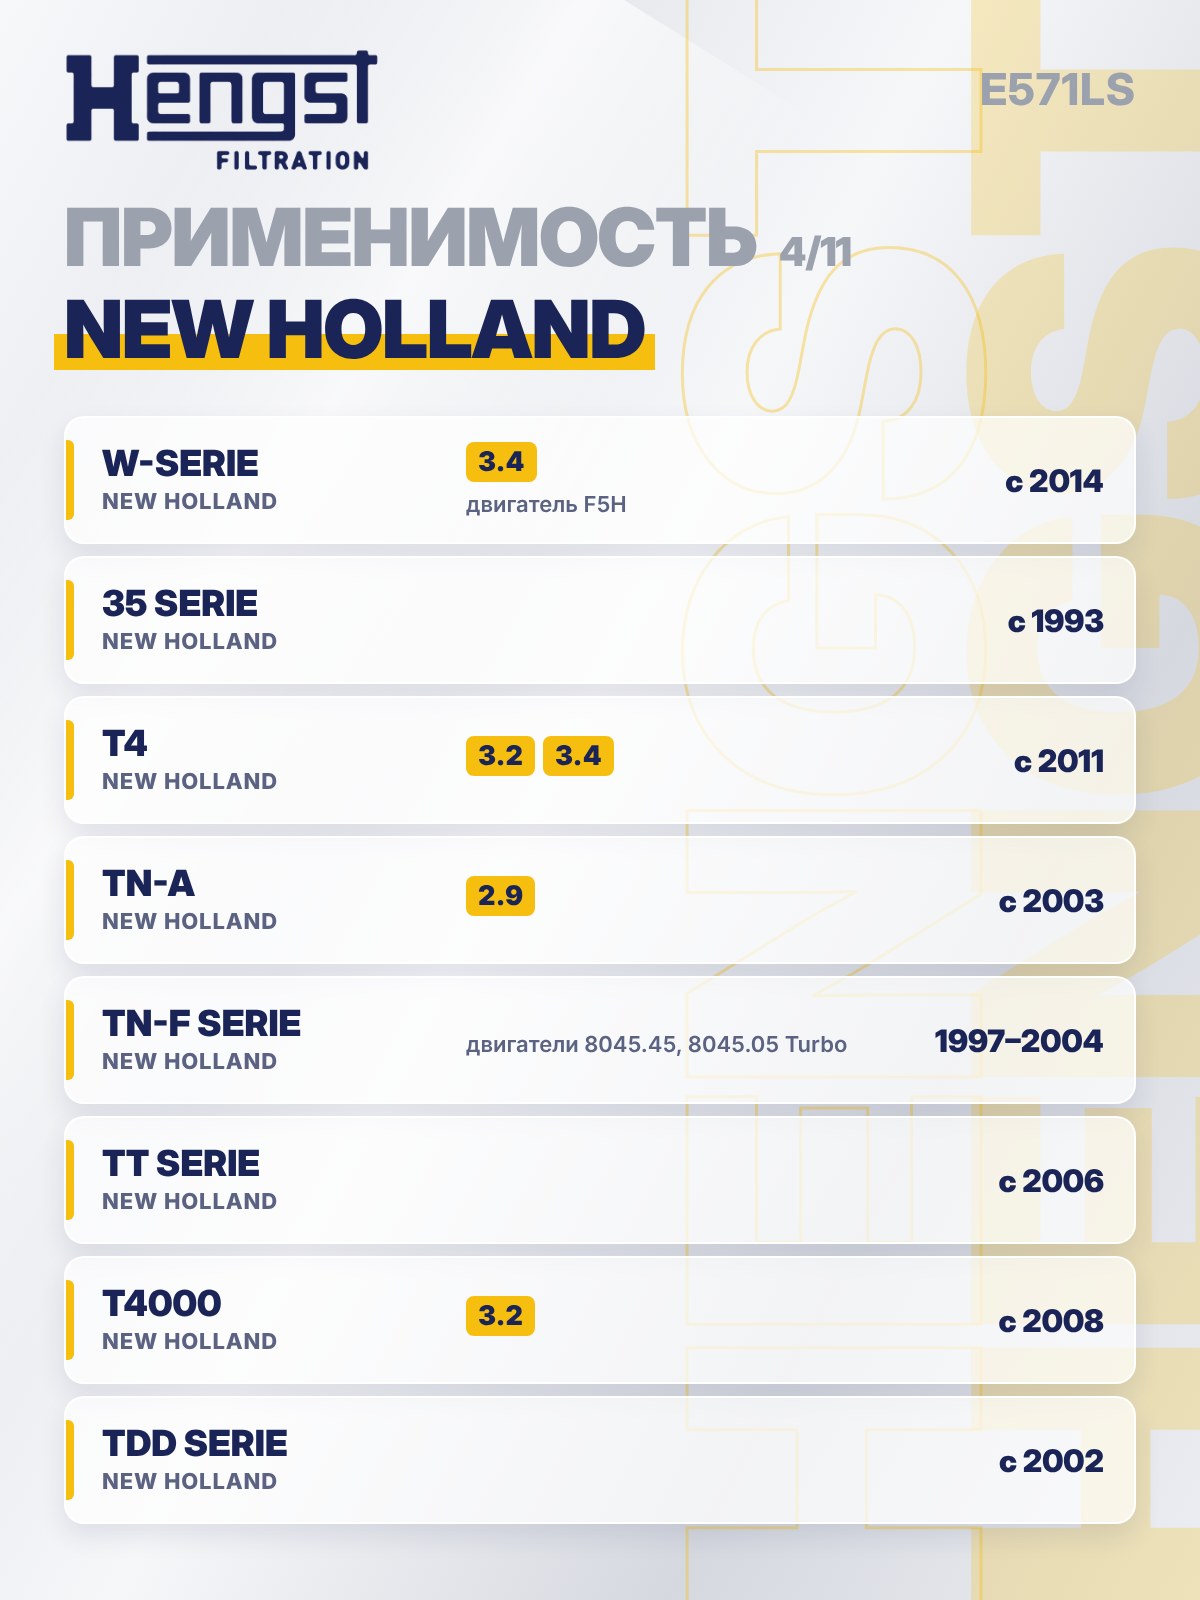 Hengst
FILTRATION
E571LS
ПРИМЕНИМОСТЬ 4/11
NEW HOLLAND
W-SERIE
NEW HOLLAND
3.4
двигатель F5H
с 2014
35 SERIE
NEW HOLLAND
с 1993
T4
NEW HOLLAND
3.2 3.4
с 2011
TN-A
NEW HOLLAND
2.9
с 2003
TN-F SERIE
NEW HOLLAND
двигатели 8045.45, 8045.05 Turbo
1997–2004
TT SERIE
NEW HOLLAND
с 2006
T4000
NEW HOLLAND
3.2
с 2008
TDD SERIE
NEW HOLLAND
с 2002
HENGST
HENGST